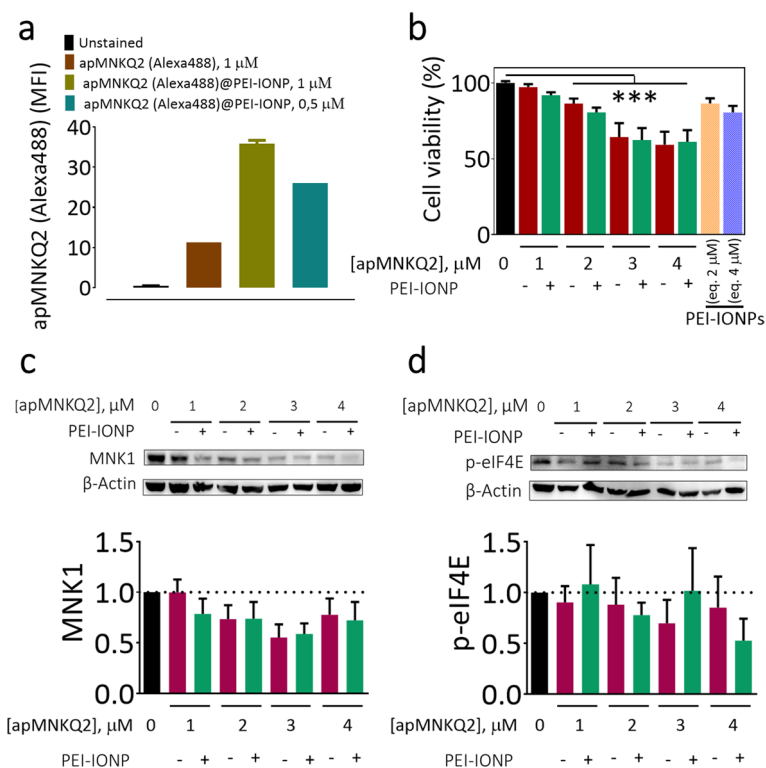 a
Unstained
apMNKQ2 (Alexa488), 1 µM
apMNKQ2 (Alexa488)@PEI-IONP, 1 µM
apMNKQ2 (Alexa488)@PEI-IONP, 0,5 µM
apMNKQ2 (Alexa488) (MFI)
40
30
20
10
0
b
Cell viability (%)
100
50
0
***
[apMNKQ2], µM 0 1 2 3 4
PEI-IONP - + - + - + - +
(eq. 2 µM)
(eq. 4 µM)
PEI-IONPs
c
[apMNKQ2], µM 0 1 2 3 4
PEI-IONP - + - + - + - +
MNK1
β-Actin
MNK1
1.5
1.0
0.5
0.0
[apMNKQ2], µM 0 1 2 3 4
PEI-IONP - + - + - + - +
d
[apMNKQ2], µM 0 1 2 3 4
PEI-IONP - + - + - + - +
p-eIF4E
β-Actin
p-eIF4E
1.5
1.0
0.5
0.0
[apMNKQ2], µM 0 1 2 3 4
PEI-IONP - + - + - + - +